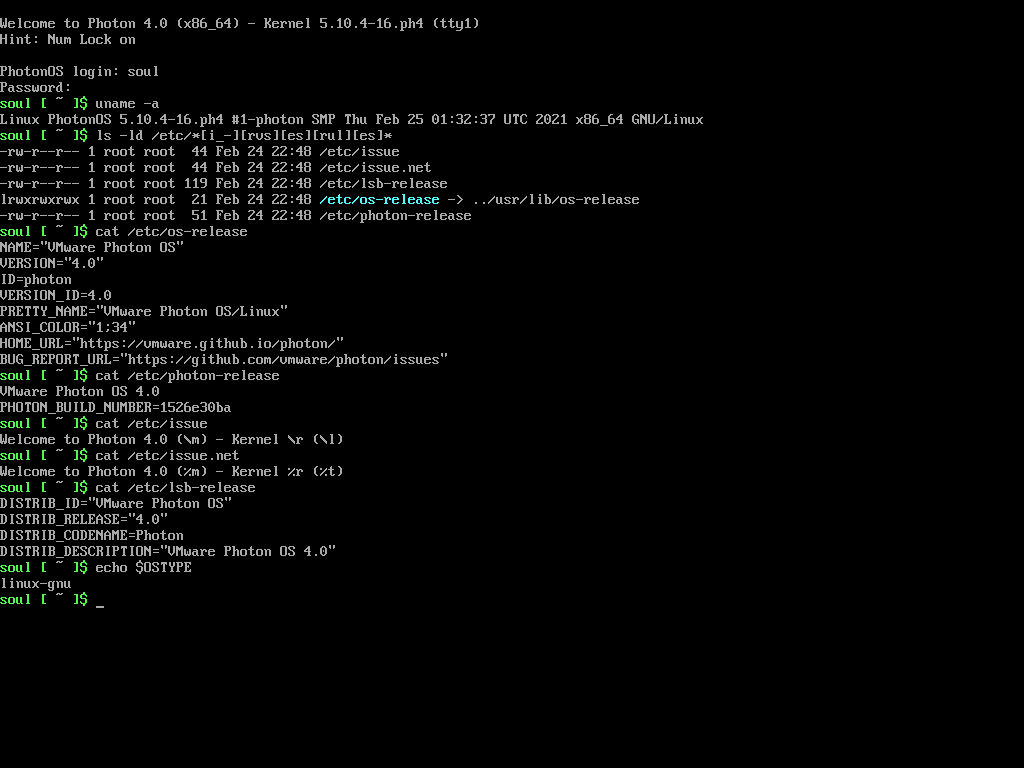 Welcome to Photon 4.0 (x86_64) - Kernel 5.10.4-16.ph4 (tty1)
Hint: Num Lock on
PhotonOS login: soul
Password:
soul [ ~ ]$ uname -a
Linux PhotonOS 5.10.4-16.ph4 #1-photon SMP Thu Feb 25 01:32:37 UTC 2021 x86_64 GNU/Linux
soul [ ~ ]$ ls -ld /etc/*[i_-][rvs][es][rul][es]*
-rw-r--r-- 1 root root  44 Feb 24 22:48 /etc/issue
-rw-r--r-- 1 root root  44 Feb 24 22:48 /etc/issue.net
-rw-r--r-- 1 root root 119 Feb 24 22:48 /etc/lsb-release
lrwxrwxrwx 1 root root  21 Feb 24 22:48 /etc/os-release -> ../usr/lib/os-release
-rw-r--r-- 1 root root  51 Feb 24 22:48 /etc/photon-release
soul [ ~ ]$ cat /etc/os-release
NAME="VMware Photon OS"
VERSION="4.0"
ID=photon
VERSION_ID=4.0
PRETTY_NAME="VMware Photon OS/Linux"
ANSI_COLOR="1;34"
HOME_URL="https://vmware.github.io/photon/"
BUG_REPORT_URL="https://github.com/vmware/photon/issues"
soul [ ~ ]$ cat /etc/photon-release
VMware Photon OS 4.0
PHOTON_BUILD_NUMBER=1526e30ba
soul [ ~ ]$ cat /etc/issue
Welcome to Photon 4.0 (\m) - Kernel \r (\l)
soul [ ~ ]$ cat /etc/issue.net
Welcome to Photon 4.0 (%m) - Kernel %r (%t)
soul [ ~ ]$ cat /etc/lsb-release
DISTRIB_ID="VMware Photon OS"
DISTRIB_RELEASE="4.0"
DISTRIB_CODENAME=Photon
DISTRIB_DESCRIPTION="VMware Photon OS 4.0"
soul [ ~ ]$ echo $OSTYPE
linux-gnu
soul [ ~ ]$ _